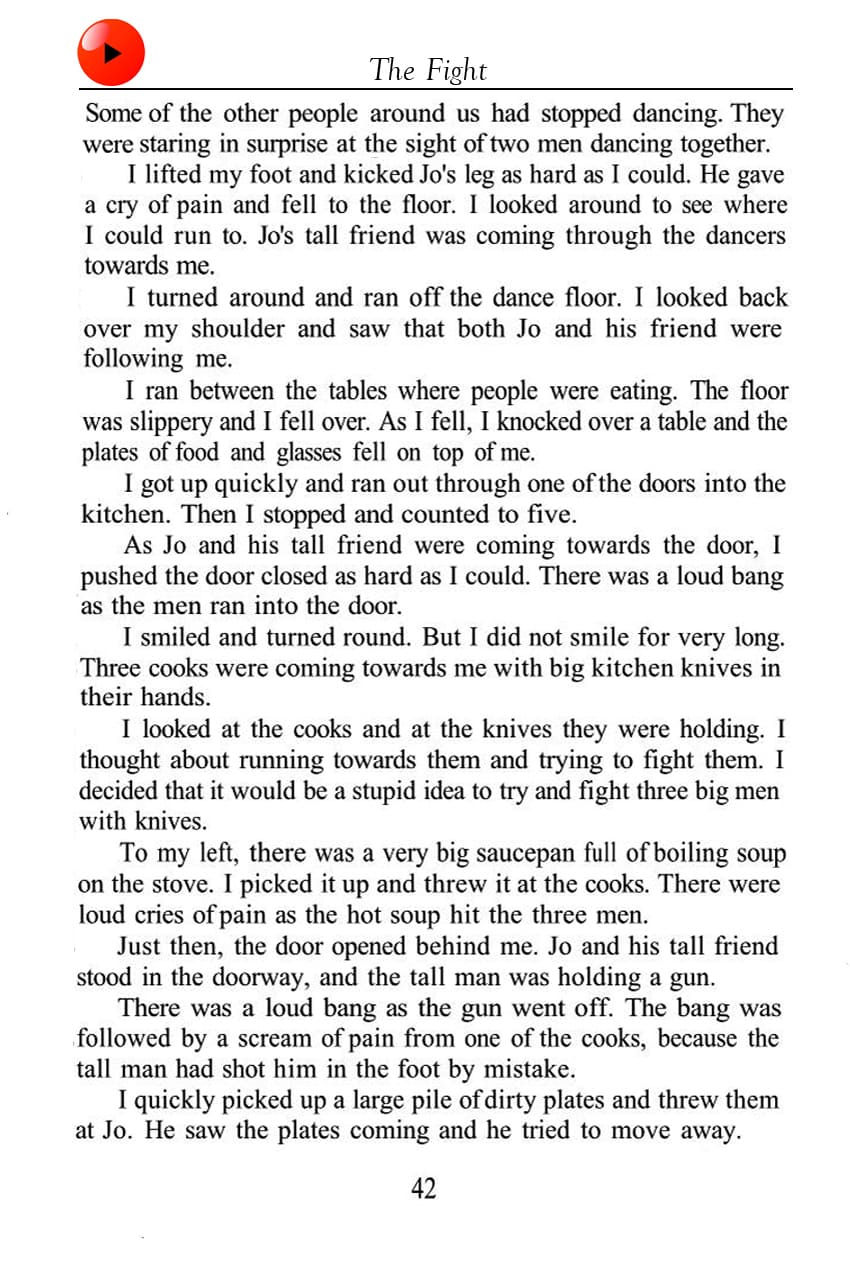 The Fight
Some of the other people around us had stopped dancing. They
were staring in surprise at the sight of two men dancing together.
I lifted my foot and kicked Jo's leg as hard as I could. He gave
a cry of pain and fell to the floor. I looked around to see where
I could run to. Jo's tall friend was coming through the dancers
towards me.
I turned around and ran off the dance floor. I looked back
over my shoulder and saw that both Jo and his friend were
following me.
I ran between the tables where people were eating. The floor
was slippery and I fell over. As I fell, I knocked over a table and the
plates of food and glasses fell on top of me.
I got up quickly and ran out through one of the doors into the
kitchen. Then I stopped and counted to five.
As Jo and his tall friend were coming towards the door, I
pushed the door closed as hard as I could. There was a loud bang
as the men ran into the door.
I smiled and turned round. But I did not smile for very long.
Three cooks were coming towards me with big kitchen knives in
their hands.
I looked at the cooks and at the knives they were holding. I
thought about running towards them and trying to fight them. I
decided that it would be a stupid idea to try and fight three big men
with knives.
To my left, there was a very big saucepan full of boiling soup
on the stove. I picked it up and threw it at the cooks. There were
loud cries of pain as the hot soup hit the three men.
Just then, the door opened behind me. Jo and his tall friend
stood in the doorway, and the tall man was holding a gun.
There was a loud bang as the gun went off. The bang was
followed by a scream of pain from one of the cooks, because the
tall man had shot him in the foot by mistake.
I quickly picked up a large pile of dirty plates and threw them
at Jo. He saw the plates coming and he tried to move away.
42